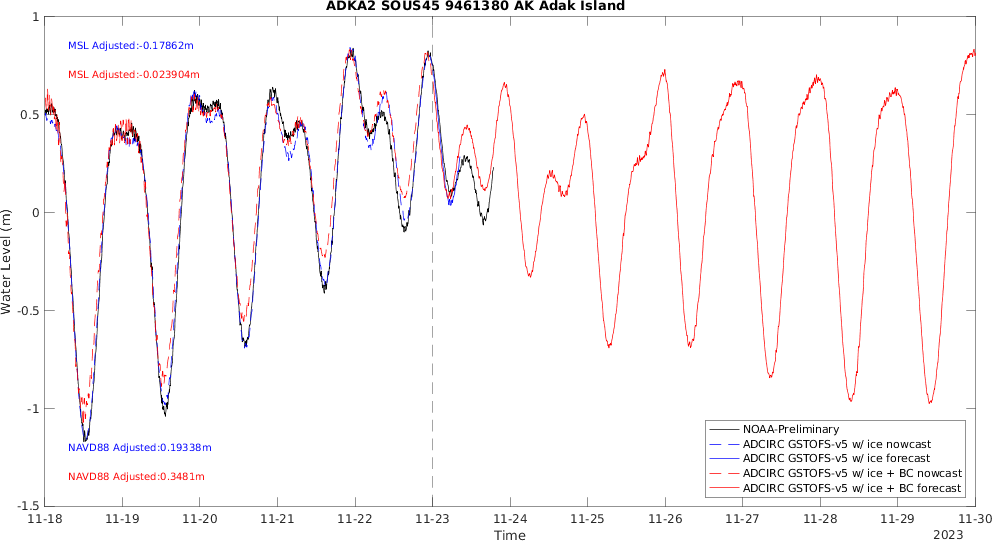 ADKA2 SOUS45 9461380 AK Adak Island
MSL Adjusted:-0.17862m
MSL Adjusted:-0.023904m
NAVD88 Adjusted:0.19338m
NAVD88 Adjusted:0.3481m
Water Level (m)
1
0.5
0
-0.5
-1
-1.5
NOAA-Preliminary
ADCIRC GSTOFS-v5 w/ ice nowcast
ADCIRC GSTOFS-v5 w/ ice forecast
ADCIRC GSTOFS-v5 w/ ice + BC nowcast
ADCIRC GSTOFS-v5 w/ ice + BC forecast
11-18 11-19 11-20 11-21 11-22 11-23 11-24 11-25 11-26 11-27 11-28 11-29 11-30
Time
2023